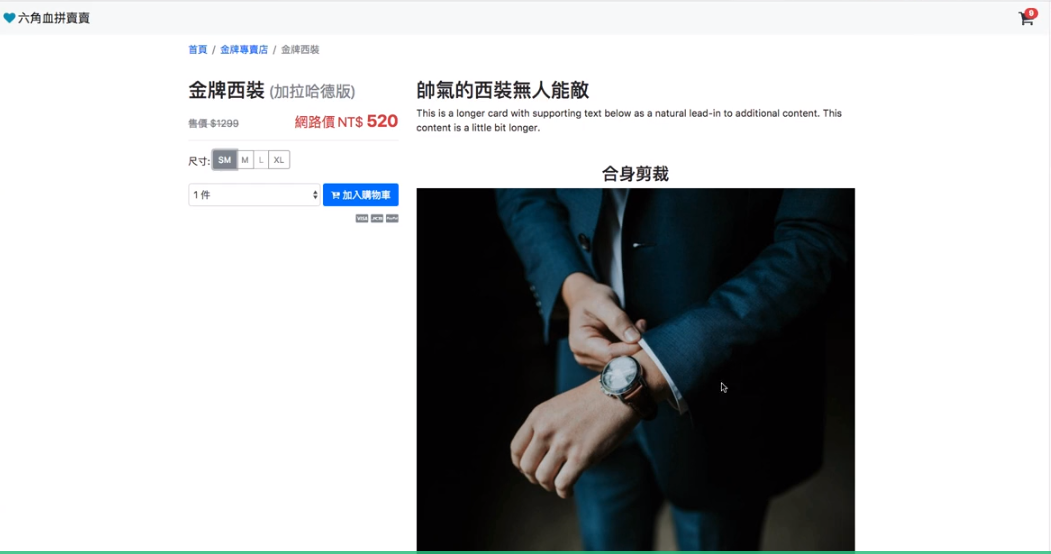 六角血拼賣賣
9
首頁 / 金牌專賣店 / 金牌西裝
金牌西裝 (加拉哈德版)
售價 $1299 網路價 NT$ 520
尺寸: SM M L XL
1 件 加入購物車
VISA JCB PayPal
帥氣的西裝無人能敵
This is a longer card with supporting text below as a natural lead-in to additional content. This
content is a little bit longer.
合身剪裁